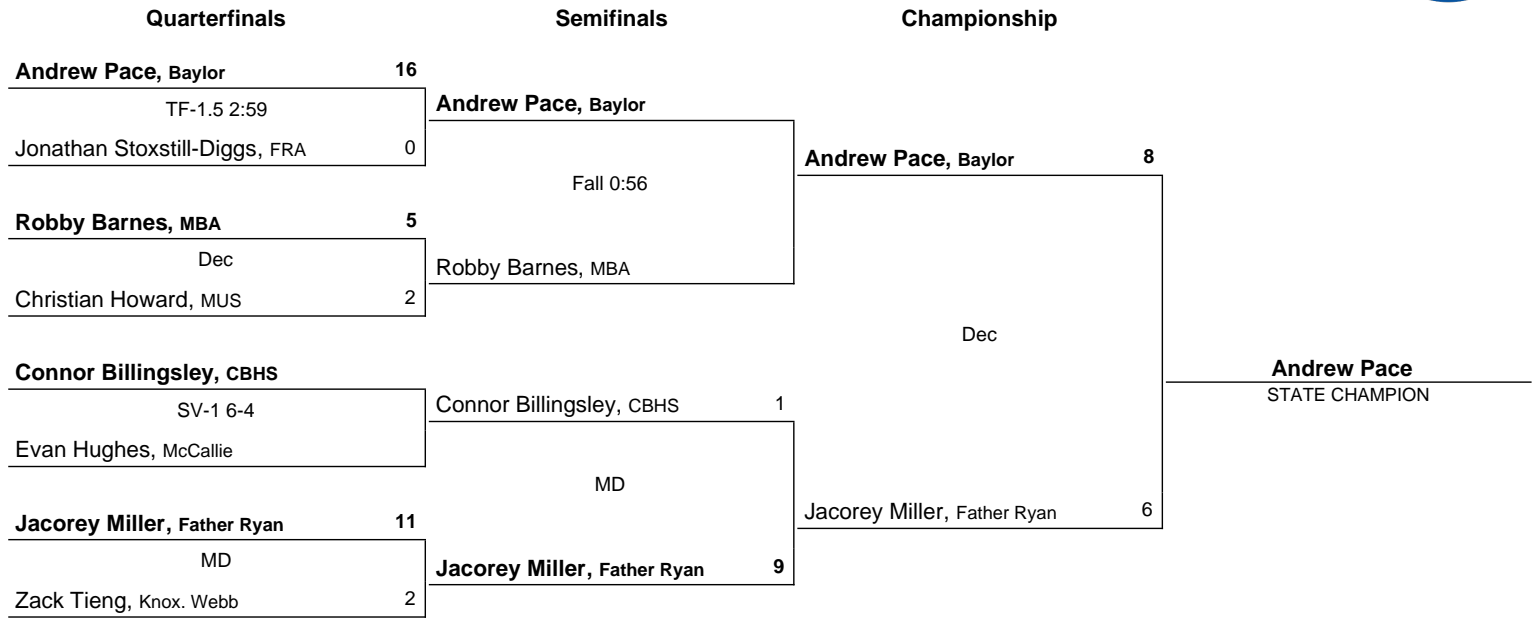 Quarterfinals Semifinals Championship
Andrew Pace, Baylor 16
TF-1.5 2:59
Jonathan Stoxstill-Diggs, FRA 0
Robby Barnes, MBA 5
Dec
Christian Howard, MUS 2
Connor Billingsley, CBHS
SV-1 6-4
Evan Hughes, McCallie
Jacorey Miller, Father Ryan 11
MD
Zack Tieng, Knox. Webb 2
Andrew Pace, Baylor
Fall 0:56
Robby Barnes, MBA
Connor Billingsley, CBHS 1
MD
Jacorey Miller, Father Ryan 9
Andrew Pace, Baylor 8
Dec
Jacorey Miller, Father Ryan 6
Andrew Pace
STATE CHAMPION